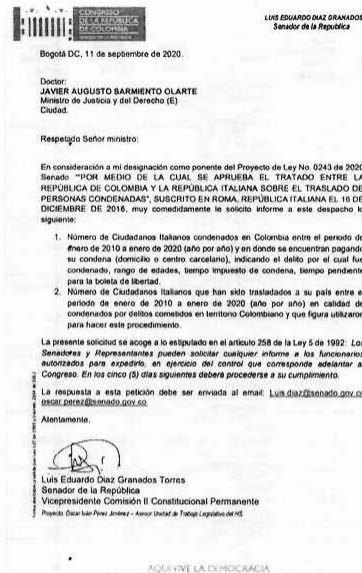 CONGRESO
DE LA REPÚBLICA
DE COLOMBIA
LUIS EDUARDO DIAZ GRANADOS
Senador de la Republica
Bogotá DC, 11 de septiembre de 2020.
Doctor:
JAVIER AUGUSTO SARMIENTO OLARTE
Ministro de Justicia y del Derecho (E)
Ciudad.
Respetado Señor ministro:
En consideración a mi designación como ponente del Proyecto de Ley No. 0243 de 2020
Senado "POR MEDIO DE LA CUAL SE APRUEBA EL TRATADO ENTRE LA
REPÚBLICA DE COLOMBIA Y LA REPÚBLICA ITALIANA SOBRE EL TRASLADO DE
PERSONAS CONDENADAS", SUSCRITO EN ROMA, REPÚBLICA ITALIANA EL 16 DE
DICIEMBRE DE 2016, muy comedidamente le solicito informe a este despacho lo
siguiente:
1. Número de Ciudadanos Italianos condenados en Colombia entre el periodo de
enero de 2010 a enero de 2020 (año por año) y en donde se encuentran pagando
su condena (domicilio o centro carcelario), indicando el delito por el cual fue
condenado, rango de edades, tiempo impuesto de condena, tiempo pendiente
para la boleta de libertad.
2. Número de Ciudadanos Italianos que han sido trasladados a su país entre el
periodo de enero de 2010 a enero de 2020 (año por año) en calidad de
condenados por delitos cometidos en territorio Colombiano y que figura utilizaron
para hacer este procedimiento.
La presente solicitud se acoge a lo estipulado en el artículo 258 de la Ley 5 de 1992: Los
Senadores y Representantes pueden solicitar cualquier informe a los funcionarios
autorizados para expedirlo, en ejercicio del control que corresponde adelantar al
Congreso. En los cinco (5) días siguientes deberá procederse a su cumplimiento.
La respuesta a esta petición debe ser enviada al email: Luis.diaz@senado.gov.co
oscar.perez@senado.gov.co
Atentamente,
Luis Eduardo Diaz Granados Torres
Senador de la República
Vicepresidente Comisión II Constitucional Permanente
Proyectó: Oscar Iván Pérez Jiménez – Asesor Unidad de Trabajo Legislativo del HS.
AQUÍ VIVE LA DEMOCRACIA